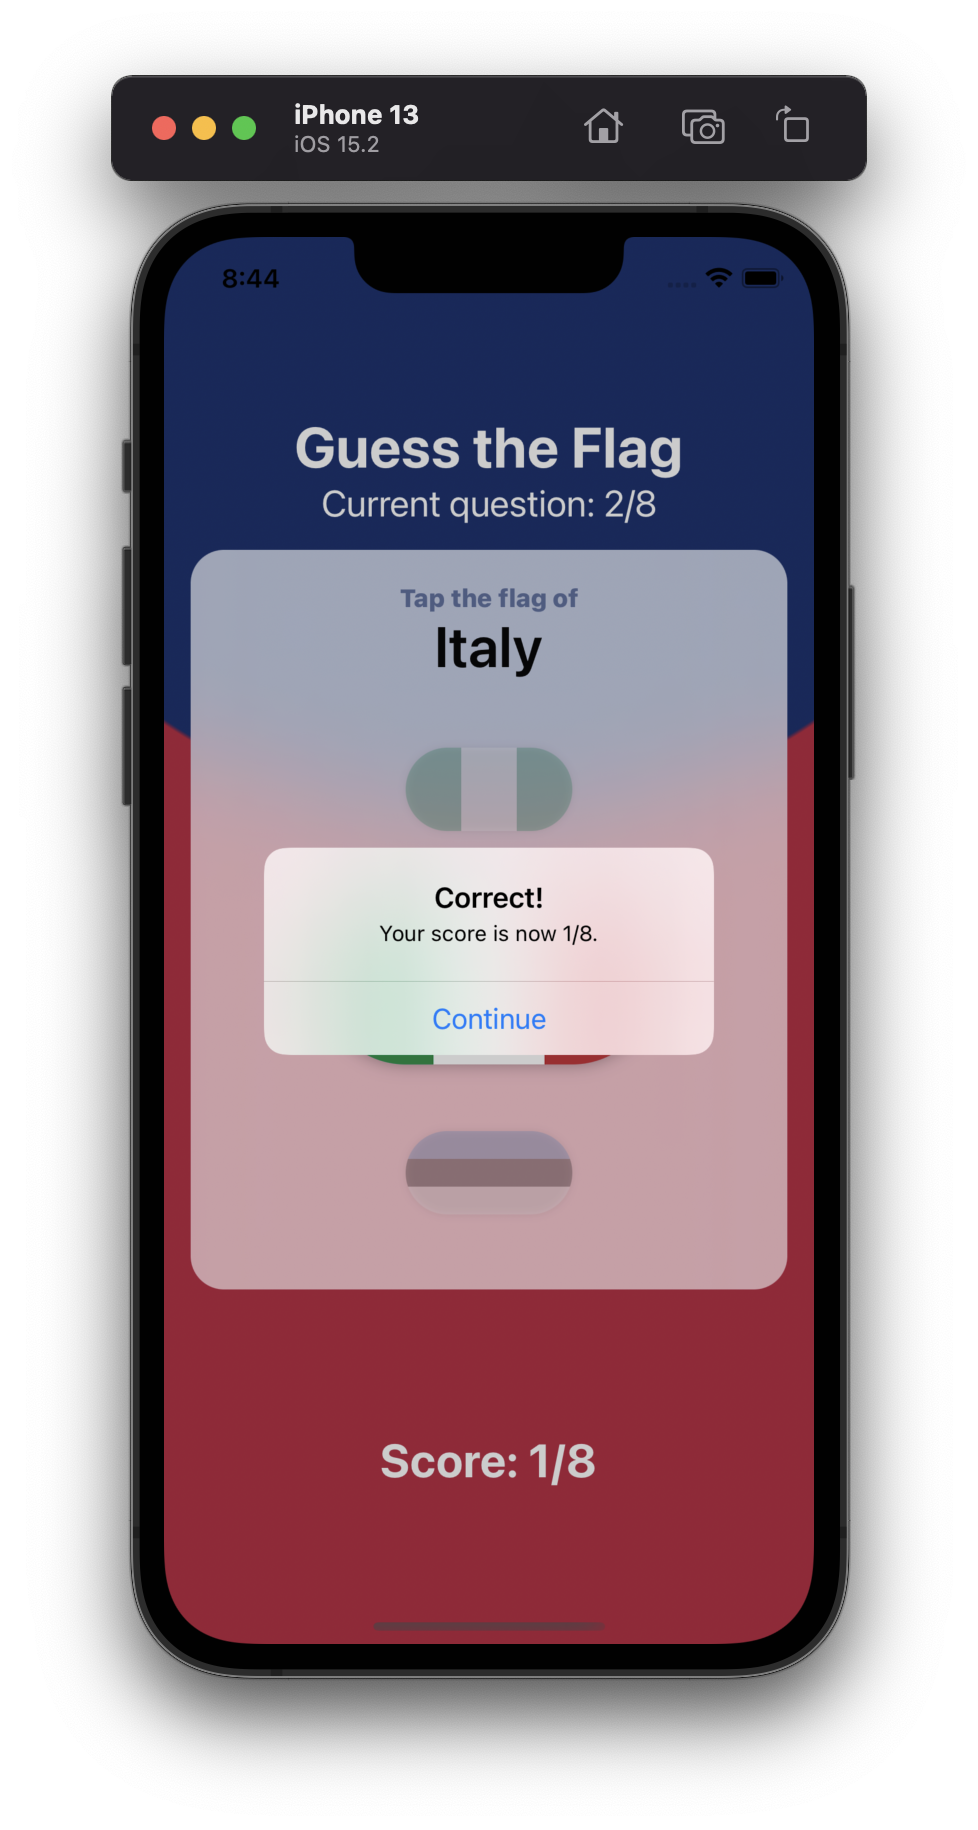 iPhone 13
iOS 15.2
8:44
Guess the Flag
Current question: 2/8
Tap the flag of
Italy
Correct!
Your score is now 1/8.
Continue
Score: 1/8